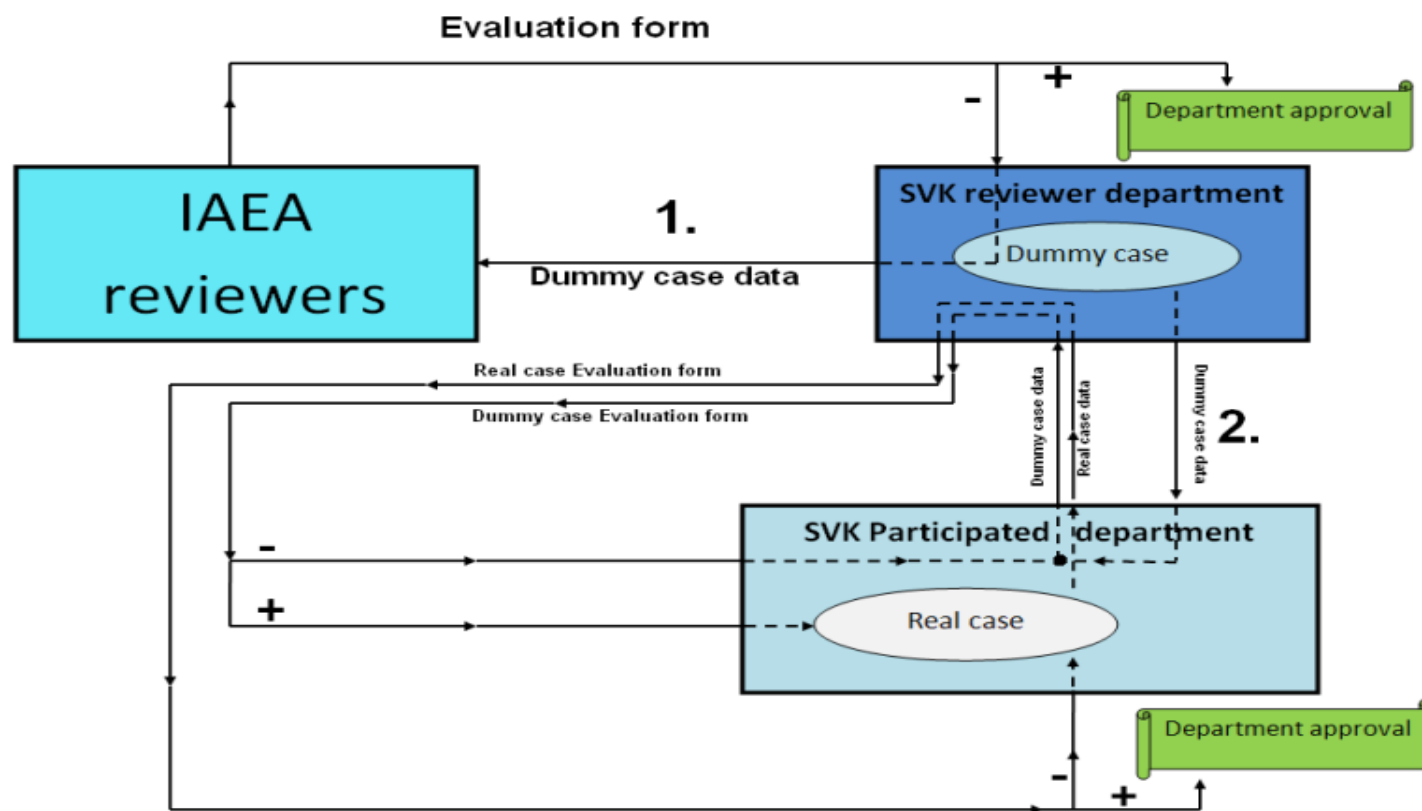 Evaluation form
+
-
Department approval
IAEA
reviewers
SVK reviewer department
1.
Dummy case
Dummy case data
Real case Evaluation form
Dummy case Evaluation form
Dummy case data
Real case data
Dummy case data
2.
SVK Participated department
-
+
Real case
Department approval
-
+